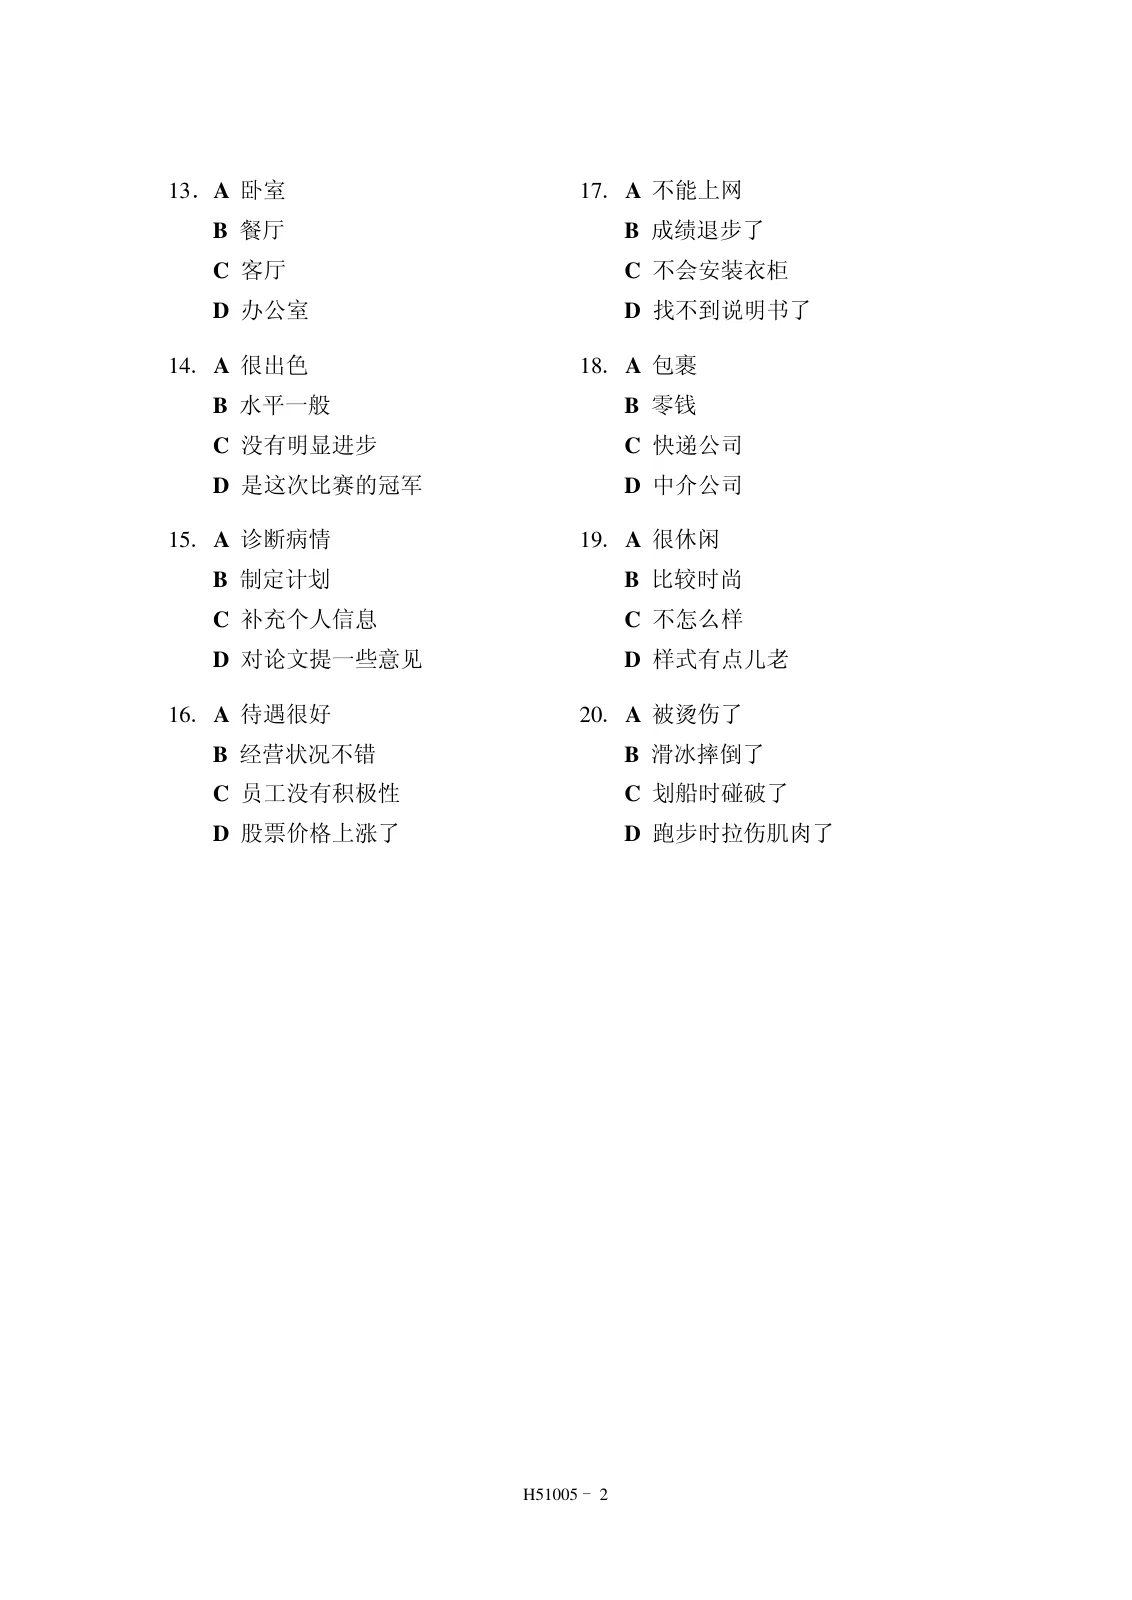 13. A 卧室
B 餐厅
C 客厅
D 办公室
14. A 很出色
B 水平一般
C 没有明显进步
D 是这次比赛的冠军
15. A 诊断病情
B 制定计划
C 补充个人信息
D 对论文提一些意见
16. A 待遇很好
B 经营状况不错
C 员工没有积极性
D 股票价格上涨了
17. A 不能上网
B 成绩退步了
C 不会安装衣柜
D 找不到说明书了
18. A 包裹
B 零钱
C 快递公司
D 中介公司
19. A 很休闲
B 比较时尚
C 不怎么样
D 样式有点儿老
20. A 被烫伤了
B 滑冰摔倒了
C 划船时碰破了
D 跑步时拉伤肌肉了
H51005－ 2